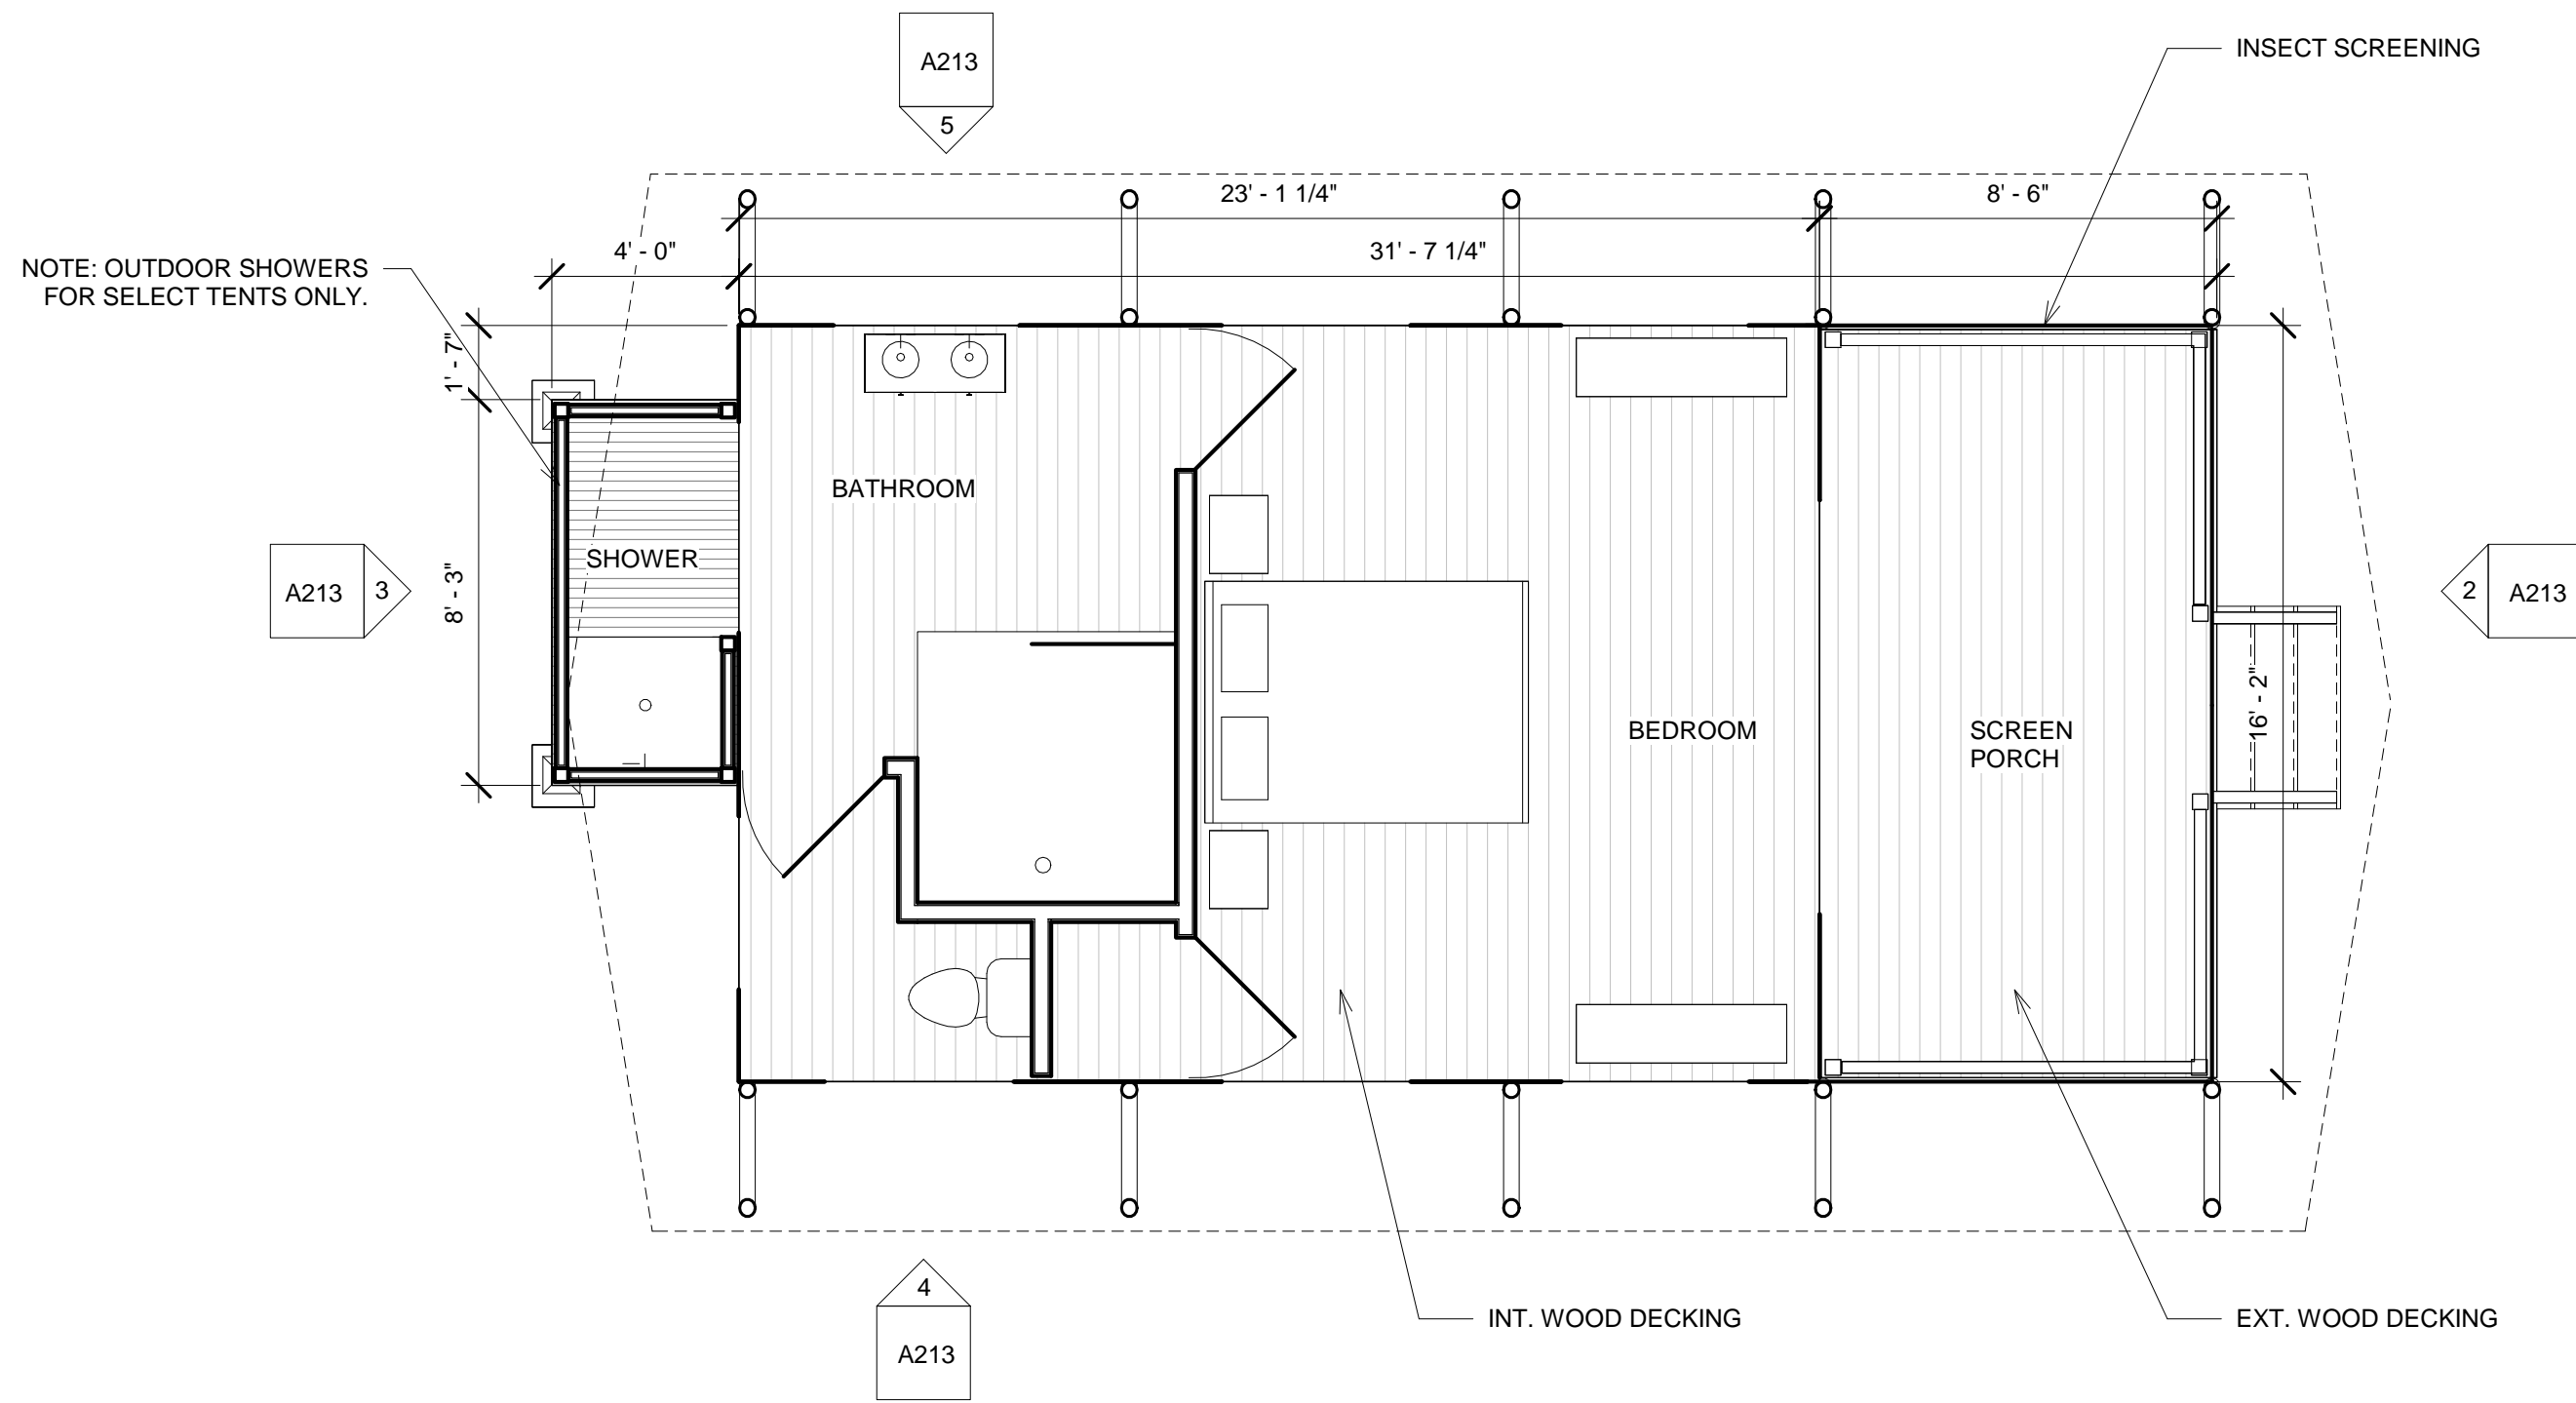 A213
5
INSECT SCREENING
23' - 1 1/4"
8' - 6"
4' - 0"
31' - 7 1/4"
NOTE: OUTDOOR SHOWERS
FOR SELECT TENTS ONLY.
1' - 7"
BATHROOM
SHOWER
A213
3
8' - 3"
2
A213
16' - 2"
BEDROOM
SCREEN
PORCH
4
A213
INT. WOOD DECKING
EXT. WOOD DECKING